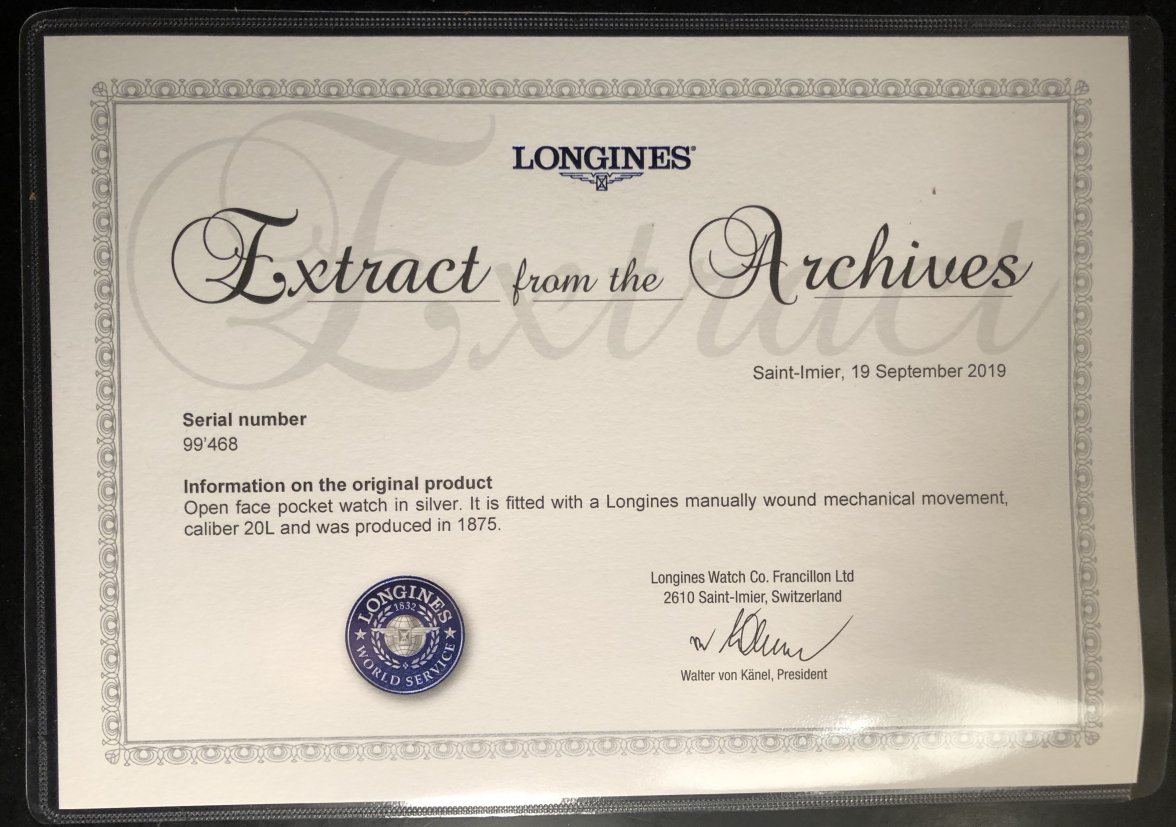 LONGINES®
Extract from the Archives
Extract
Saint-Imier, 19 September 2019
Serial number
99'468
Information on the original product
Open face pocket watch in silver. It is fitted with a Longines manually wound mechanical movement,
caliber 20L and was produced in 1875.
LONGINES
1832
WORLD SERVICE
Longines Watch Co. Francillon Ltd
2610 Saint-Imier, Switzerland
Walter von Känel, President